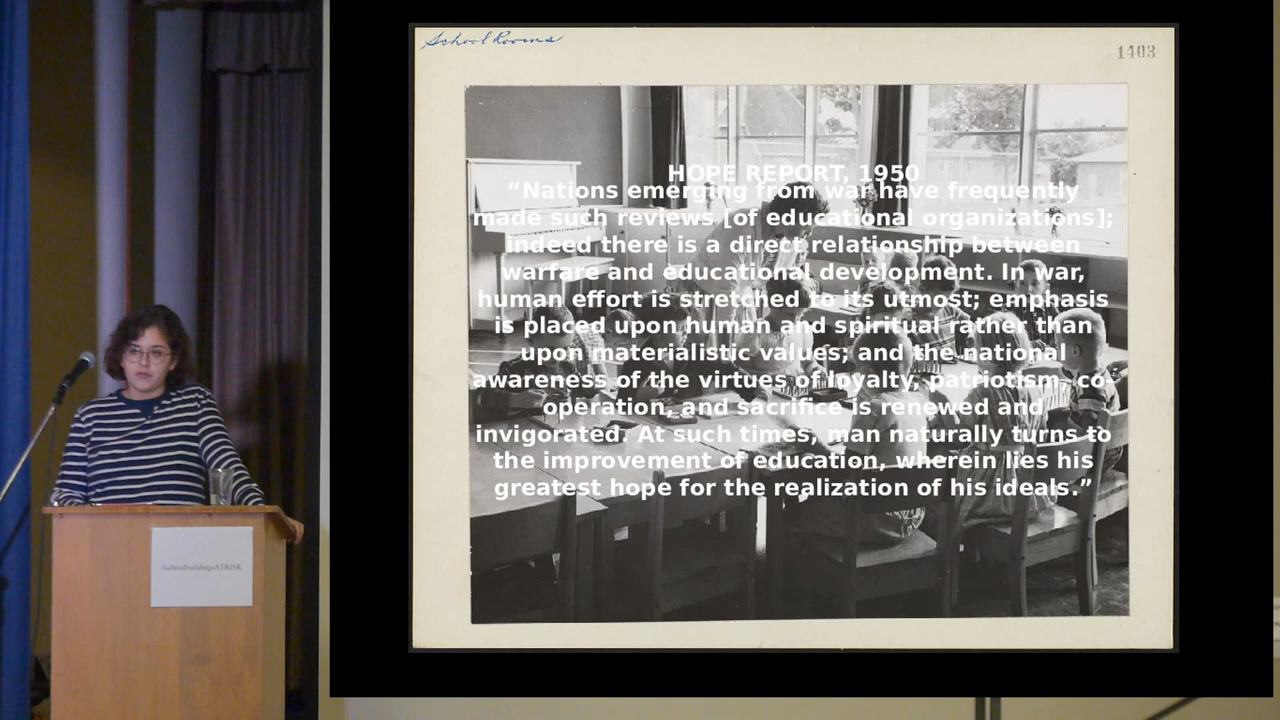 School Rooms
1403
HOPE REPORT, 1950
“Nations emerging from war have frequently
made such reviews [of educational organizations];
indeed there is a direct relationship between
warfare and educational development. In war,
human effort is stretched to its utmost; emphasis
is placed upon human and spiritual rather than
upon materialistic values; and the national
awareness of the virtues of loyalty, patriotism, co-
operation, and sacrifice is renewed and
invigorated. At such times, man naturally turns to
the improvement of education, wherein lies his
greatest hope for the realization of his ideals.”
#schoolbuildingsATRISK